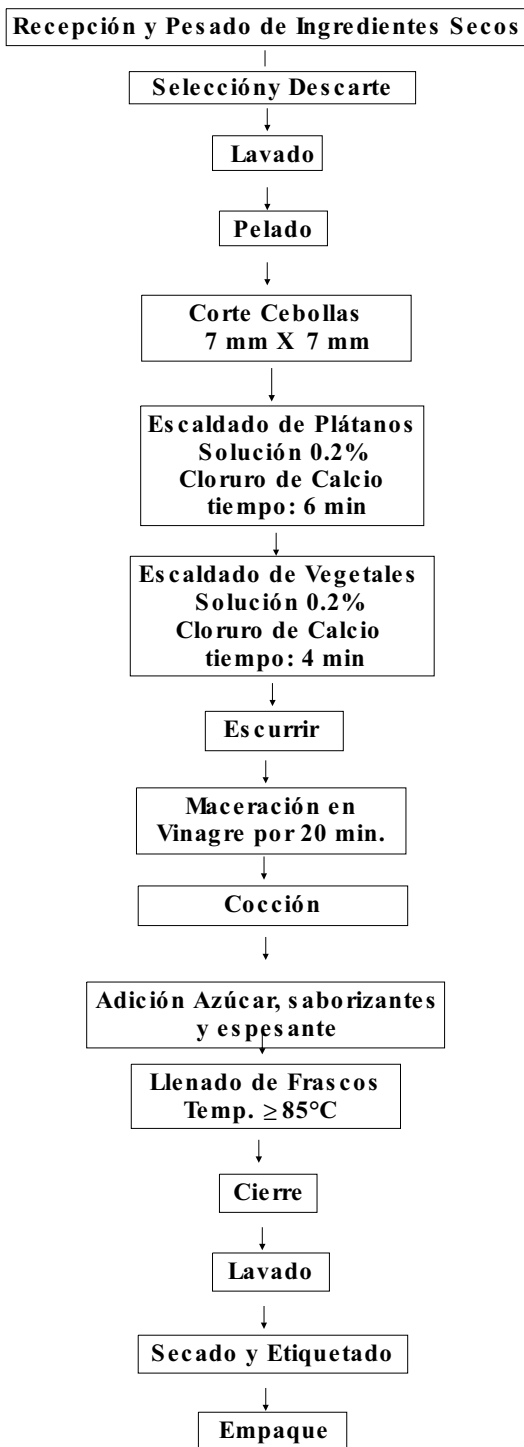 Recepción y Pesado de Ingredientes Secos
Seleccióny Descarte
Lavado
Pelado
Corte Cebollas
7 mm X 7 mm
Escaldado de Plátanos
Solución 0.2%
Cloruro de Calcio
tiempo: 6 min
Escaldado de Vegetales
Solución 0.2%
Cloruro de Calcio
tiempo: 4 min
Escurrir
Maceración en
Vinagre por 20 min.
Cocción
Adición Azúcar, saborizantes
y espesante
Llenado de Frascos
Temp. ≥ 85°C
Cierre
Lavado
Secado y Etiquetado
Empaque